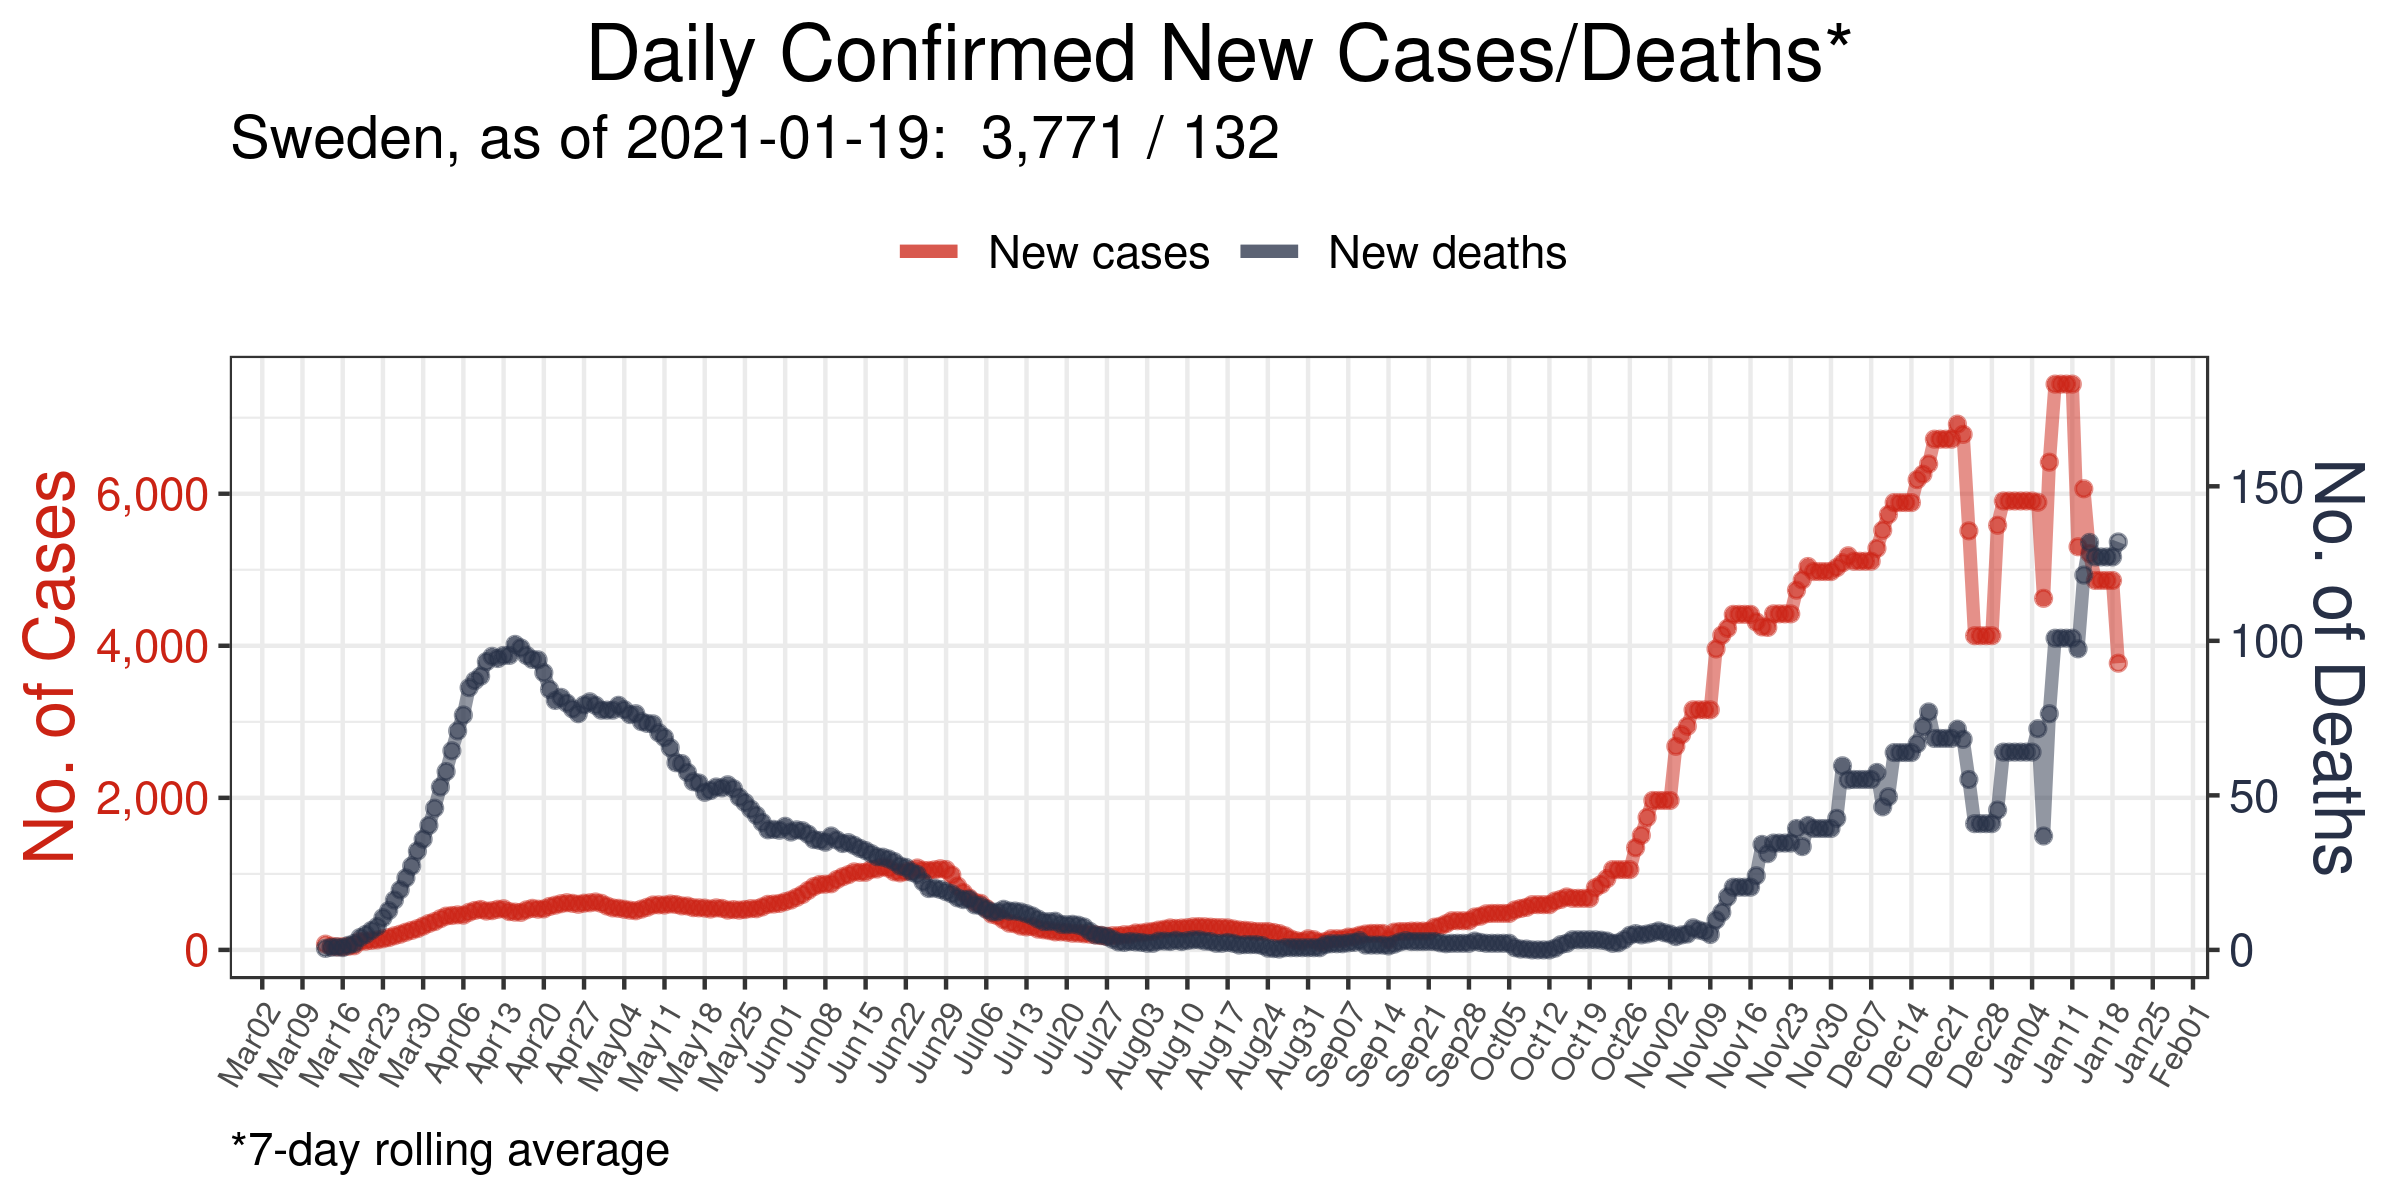 Daily Confirmed New Cases/Deaths*
Sweden, as of 2021-01-19:  3,771 / 132
New cases
New deaths
No. of Cases
6,000
4,000
2,000
0
150
100
50
0
No. of Deaths
Mar02
Mar09
Mar16
Mar23
Mar30
Apr06
Apr13
Apr20
Apr27
May04
May11
May18
May25
Jun01
Jun08
Jun15
Jun22
Jun29
Jul06
Jul13
Jul20
Jul27
Aug03
Aug10
Aug17
Aug24
Aug31
Sep07
Sep14
Sep21
Sep28
Oct05
Oct12
Oct19
Oct26
Nov02
Nov09
Nov16
Nov23
Nov30
Dec07
Dec14
Dec21
Dec28
Jan04
Jan11
Jan18
Jan25
Feb01
*7-day rolling average